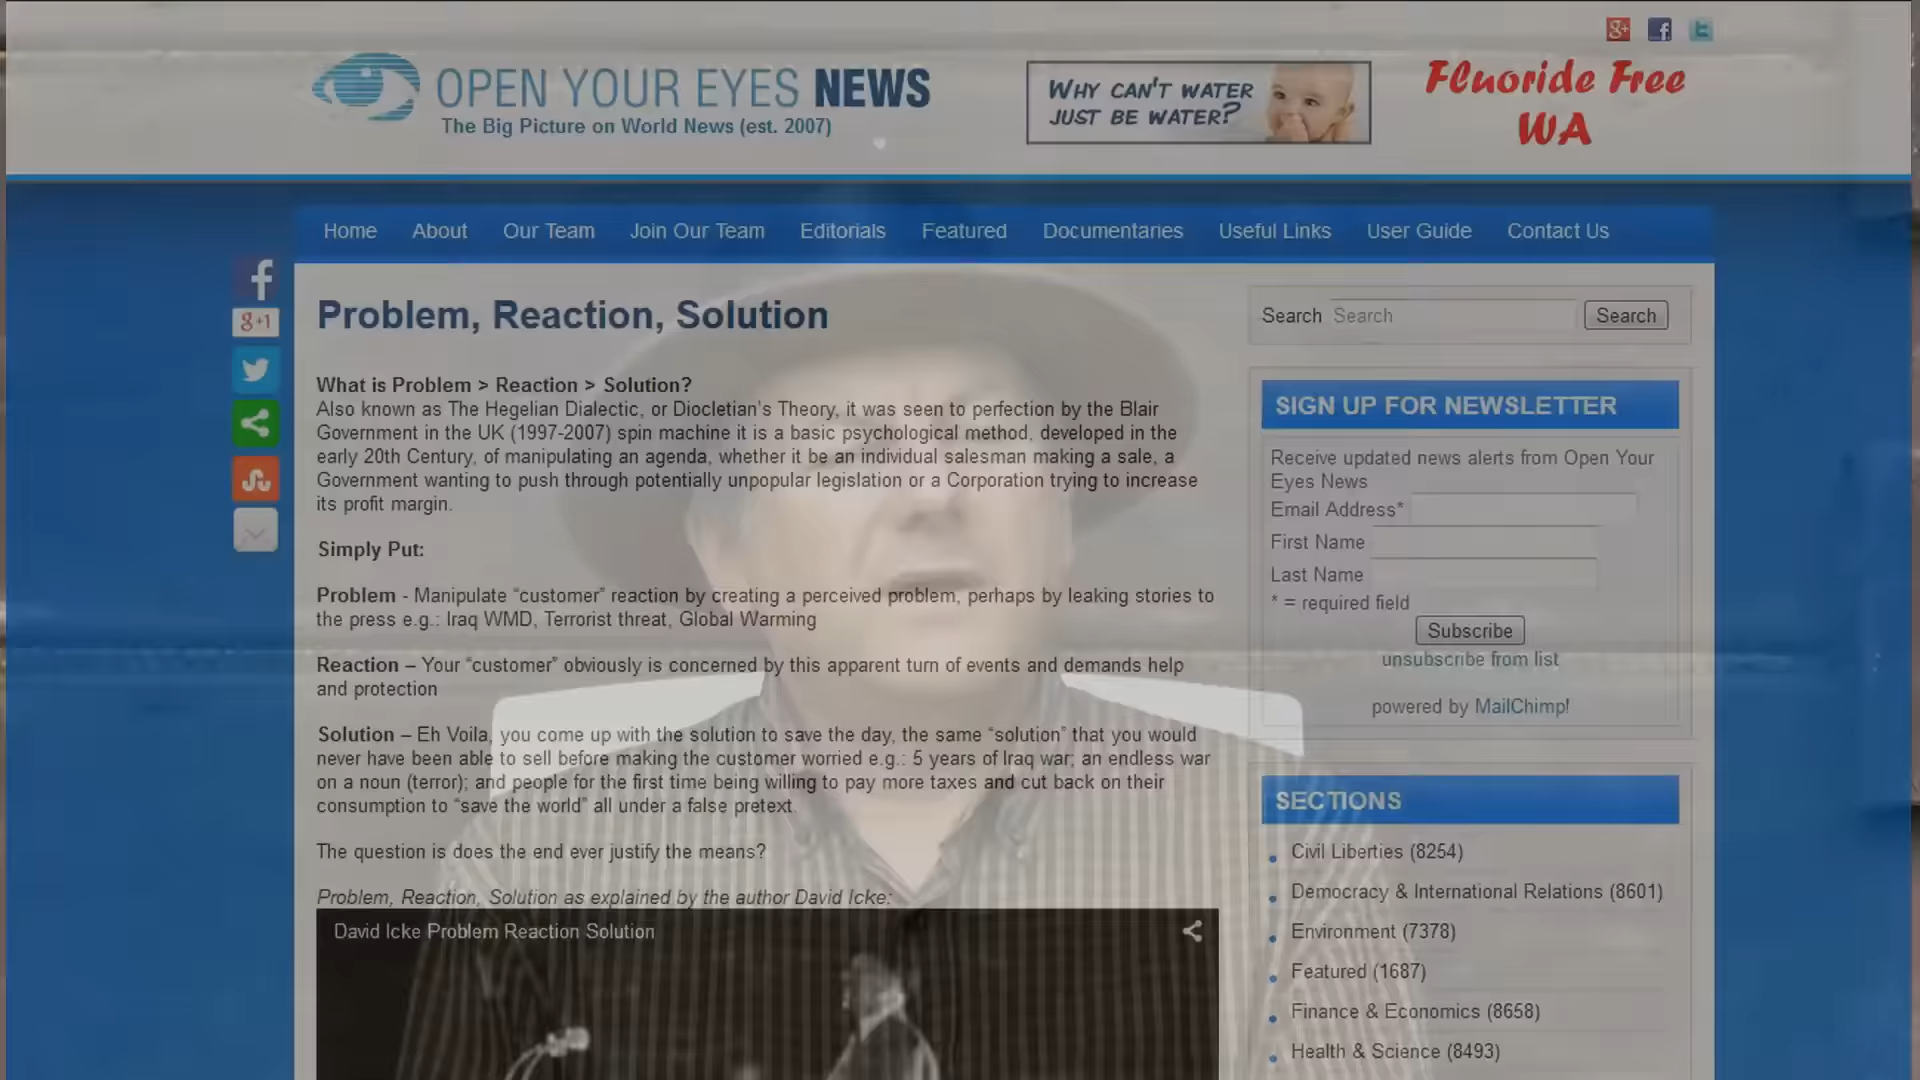 OPEN YOUR EYES NEWS
The Big Picture on World News (est. 2007)
WHY CAN'T WATER
JUST BE WATER?
Fluoride Free
WA
Home About Our Team Join Our Team Editorials Featured Documentaries Useful Links User Guide Contact Us
g+1
Problem, Reaction, Solution
What is Problem > Reaction > Solution?
Also known as The Hegelian Dialectic, or Diocletian's Theory, it was seen to perfection by the Blair
Government in the UK (1997-2007) spin machine it is a basic psychological method, developed in the
early 20th Century, of manipulating an agenda, whether it be an individual salesman making a sale, a
Government wanting to push through potentially unpopular legislation or a Corporation trying to increase
its profit margin.
Simply Put:
Problem - Manipulate “customer” reaction by creating a perceived problem, perhaps by leaking stories to
the press e.g.: Iraq WMD, Terrorist threat, Global Warming
Reaction – Your “customer” obviously is concerned by this apparent turn of events and demands help
and protection
Solution – Eh Voila, you come up with the solution to save the day, the same “solution” that you would
never have been able to sell before making the customer worried e.g.: 5 years of Iraq war; an endless war
on a noun (terror); and people for the first time being willing to pay more taxes and cut back on their
consumption to “save the world” all under a false pretext.
The question is does the end ever justify the means?
Problem, Reaction, Solution as explained by the author David Icke:
David Icke Problem Reaction Solution
Search Search Search
SIGN UP FOR NEWSLETTER
Receive updated news alerts from Open Your
Eyes News
Email Address*
First Name
Last Name
* = required field
Subscribe
unsubscribe from list
powered by MailChimp!
SECTIONS
Civil Liberties (8254)
Democracy & International Relations (8601)
Environment (7378)
Featured (1687)
Finance & Economics (8658)
Health & Science (8493)